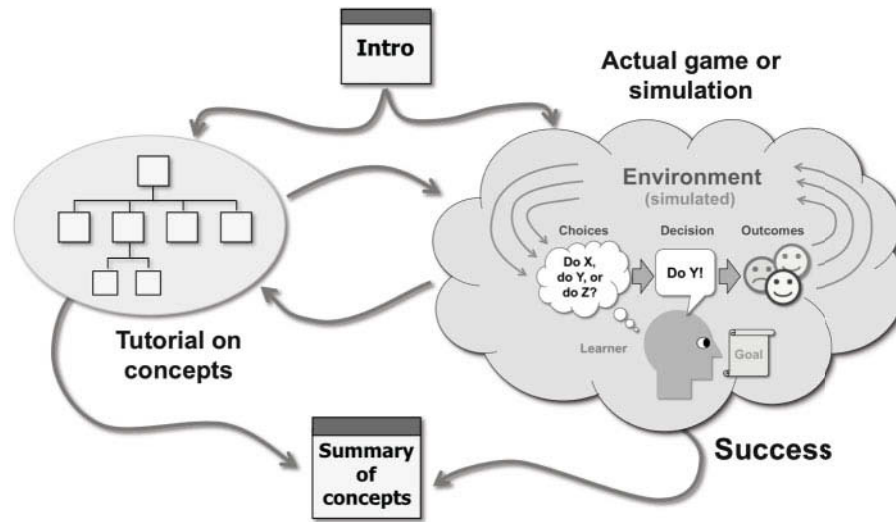 Intro
Actual game or
simulation
Environment
(simulated)
Choices
Decision
Outcomes
Do X,
do Y, or
do Z?
Do Y!
Learner
Goal
Tutorial on
concepts
Success
Summary
of
concepts